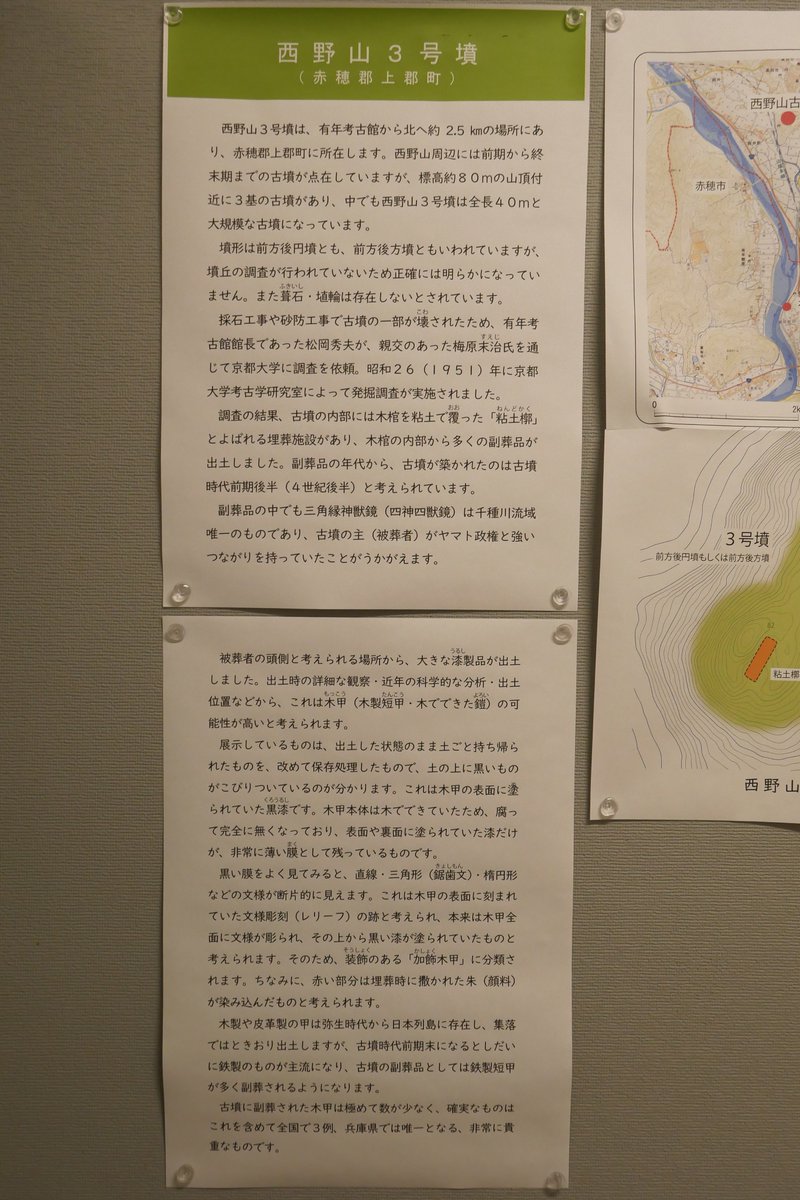 西野山３号墳
（赤穂郡上郡町）
西野山３号墳は、有年考古館から北へ約 2.5 ㎞の場所にあ
り、赤穂郡上郡町に所在します。西野山周辺には前期から終
末期までの古墳が点在していますが、標高約８０ｍの山頂付
近に３基の古墳があり、中でも西野山３号墳は全長４０ｍと
大規模な古墳になっています。
墳形は前方後円墳とも、前方後方墳ともいわれていますが、
墳丘の調査が行われていないため正確には明らかになってい
ふきいし
ません。また葺石・埴輪は存在しないとされています。
こわ
採石工事や砂防工事で古墳の一部が壊されたため、有年考
すえじ
古館館長であった松岡秀夫が、親交のあった梅原末治氏を通
じて京都大学に調査を依頼。昭和２６（１９５１）年に京都
大学考古学研究室によって発掘調査が実施されました。
おお ねんどかく
調査の結果、古墳の内部には木棺を粘土で覆った「粘土槨」
とよばれる埋葬施設があり、木棺の内部から多くの副葬品が
出土しました。副葬品の年代から、古墳が築かれたのは古墳
時代前期後半（４世紀後半）と考えられています。
副葬品の中でも三角縁神獣鏡（四神四獣鏡）は千種川流域
唯一のものであり、古墳の主（被葬者）がヤマト政権と強い
つながりを持っていたことがうかがえます。
うるし
被葬者の頭側と考えられる場所から、大きな漆製品が出土
しました。出土時の詳細な観察・近年の科学的な分析・出土
もっこう たんこう よろい
位置などから、これは木甲（木製短甲・木でできた鎧）の可
能性が高いと考えられます。
展示しているものは、出土した状態のまま土ごと持ち帰ら
れたものを、改めて保存処理したもので、土の上に黒いもの
がこびりついているのが分かります。これは木甲の表面に塗
くろうるし
られていた黒漆です。木甲本体は木でできていたため、腐っ
て完全に無くなっており、表面や裏面に塗られていた漆だけ
まく
が、非常に薄い膜として残っているものです。
きょしもん
黒い膜をよく見てみると、直線・三角形（鋸歯文）・楕円形
などの文様が断片的に見えます。これは木甲の表面に刻まれ
ていた文様彫刻（レリーフ）の跡と考えられ、本来は木甲全
面に文様が彫られ、その上から黒い漆が塗られていたものと
そうしょく かしょく
考えられます。そのため、装飾のある「加飾木甲」に分類さ
れます。ちなみに、赤い部分は埋葬時に撒かれた朱（顔料）
が染み込んだものと考えられます。
木製や皮革製の甲は弥生時代から日本列島に存在し、集落
ではときおり出土しますが、古墳時代前期末になるとしだい
に鉄製のものが主流になり、古墳の副葬品としては鉄製短甲
が多く副葬されるようになります。
古墳に副葬された木甲は極めて数が少なく、確実なものは
これを含めて全国で３例、兵庫県では唯一となる、非常に貴
重なものです。
西野山古
赤穂市
0
2k
３号墳
前方後円墳もしくは前方後方墳
粘土槨
西野山